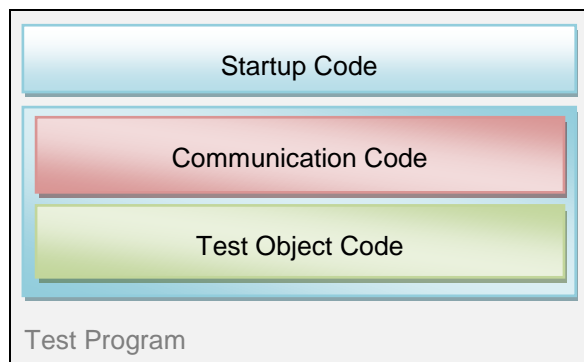 Startup Code
Communication Code
Test Object Code
Test Program